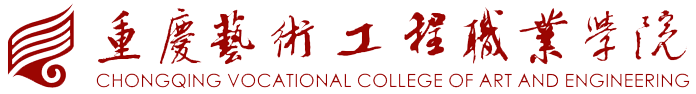 重慶藝術工程職業學院
CHONGQING VOCATIONAL COLLEGE OF ART AND ENGINEERING